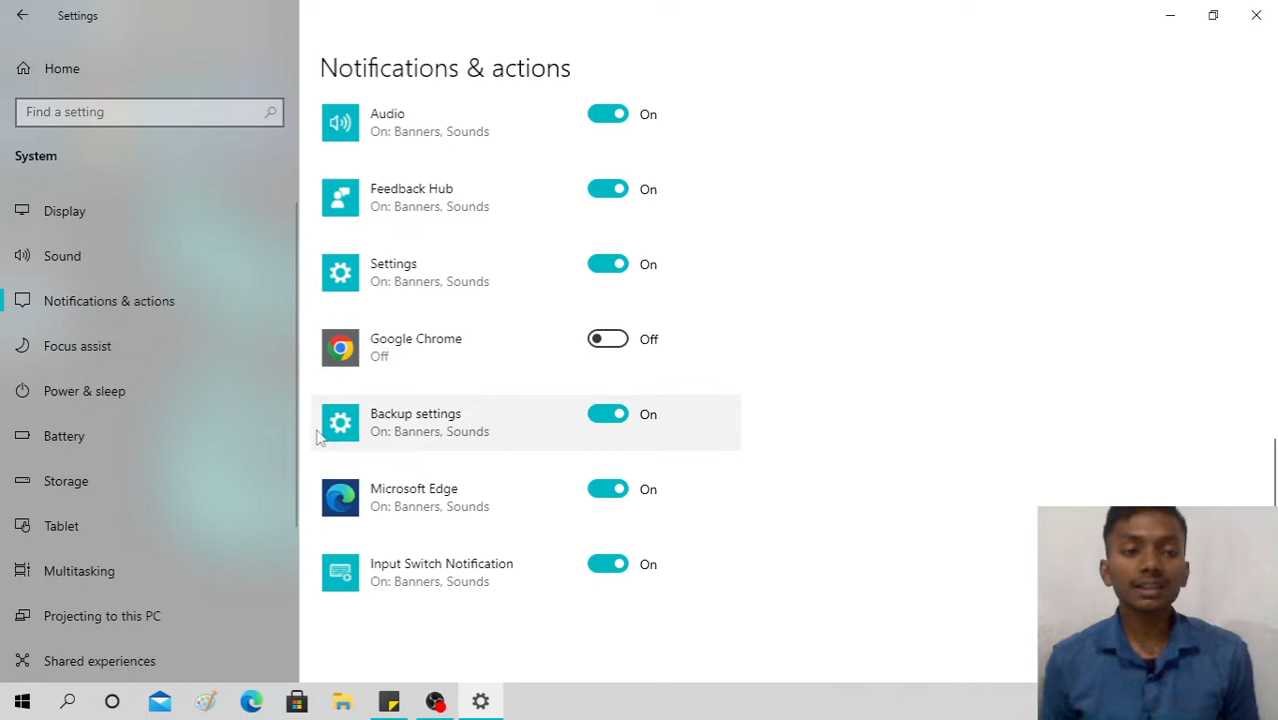 Settings
Home
Find a setting
System
Display
Sound
Notifications & actions
Focus assist
Power & sleep
Battery
Storage
Tablet
Multitasking
Projecting to this PC
Shared experiences
Notifications & actions
Audio
On: Banners, Sounds
On
Feedback Hub
On: Banners, Sounds
On
Settings
On: Banners, Sounds
On
Google Chrome
Off
Off
Backup settings
On: Banners, Sounds
On
Microsoft Edge
On: Banners, Sounds
On
Input Switch Notification
On: Banners, Sounds
On